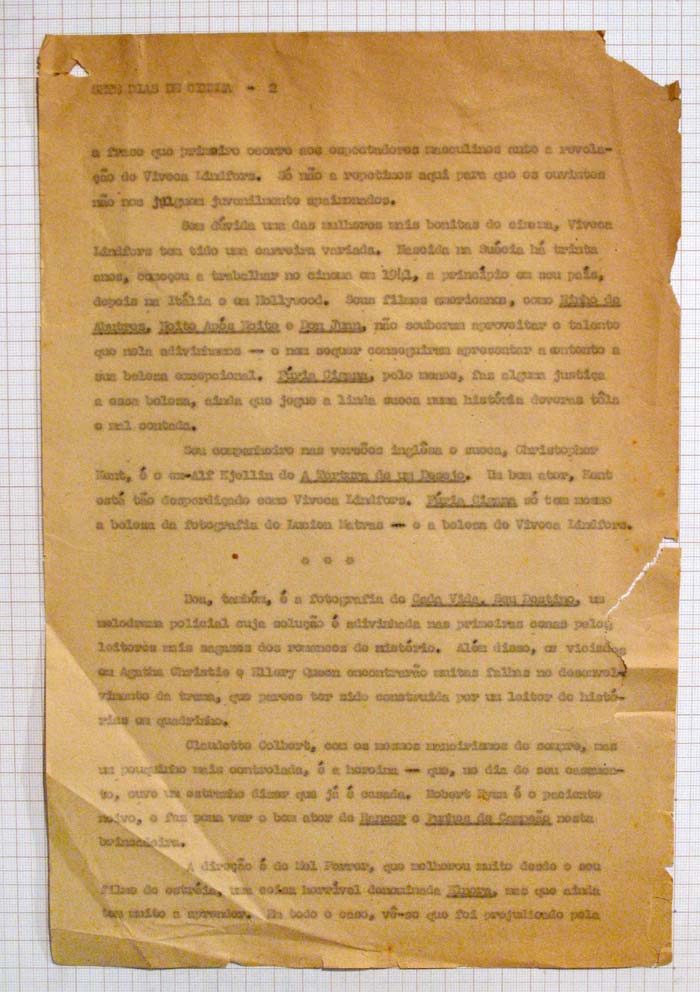 SETE DIAS DE CINEMA - 2
a frase que primeiro ocorre aos espectadores masculinos ante a revela-
ção de Viveca Lindfors. Só não a repetimos aqui para que os ouvintes
não nos julguem juvenilmente apaixonados.
Sem dúvida uma das mulheres mais bonitas do cinema, Viveca
Lindfors tem tido uma carreira variada. Nascida na Suécia há trinta
anos, começou a trabalhar no cinema em 1941, a princípio em seu país,
depois na Itália e em Hollywood. Seus filmes americanos, como Ninho de
Abutres, Noite Após Noite e Don Juan, não souberam aproveitar o talento
que nela adivinhamos — e nem sequer conseguiram apresentar a contento a
sua beleza excepcional. Fúria Cigana, pelo menos, faz alguma justiça
a essa beleza, ainda que jogue a linda sueca numa história deveras tôla
e mal contada.
Seu companheiro nas versões inglêsa e sueca, Christopher
Kent, é o ex-Alf Kjellin de A Tortura de um Desejo. Um bom ator, Kent
está tão desperdiçado como Viveca Lindfors. Fúria Cigana só tem mesmo
a beleza da fotografia de Lucien Matras — e a beleza de Viveca Lindfors.
* * *
Boa, também, é a fotografia de Cada Vida, Seu Destino, um
melodrama policial cuja solução é adivinhada nas primeiras cenas pelos
leitores mais sagazes dos romances de mistério. Além disso, os viciados
em Agatha Christie e Ellery Queen encontrarão muitas falhas no desenvol-
vimento da trama, que parece ter sido construida por um leitor de histó-
rias em quadrinho.
Claudette Colbert, com os mesmos maneirismos de sempre, mas
um pouquinho mais controlada, é a heroina — que, no dia do seu casamen-
to, ouve um estranho dizer que já é casada. Robert Ryan é o paciente
noivo, e faz pena ver o bom ator de Rancor e Punhos de Campeão nesta
brincadeira.
A direção é de Mel Ferrer, que melhorou muito desde o seu
filme de estréia, uma coisa horrível denominada Elnora, mas que ainda
tem muito a aprender. Em todo o caso, vê-se que foi prejudicado pela